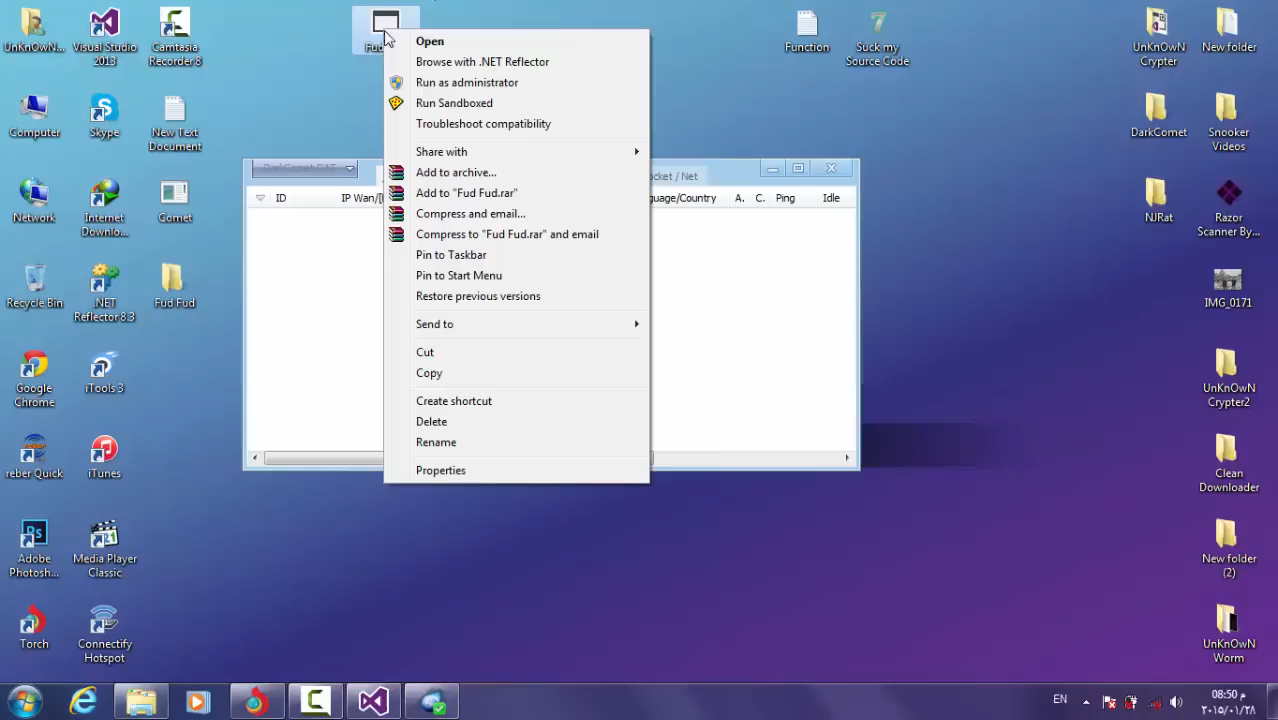 UnKnOwN...
Visual Studio
2013
Camtasia
Recorder 8
Computer
Skype
New Text
Document
Network
Internet
Downlo...
Comet
Recycle Bin
.NET
Reflector 8.3
Fud Fud
Google
Chrome
iTools 3
reber Quick
iTunes
Adobe
Photosh...
Media Player
Classic
Torch
Connectify
Hotspot
Open
Browse with .NET Reflector
Run as administrator
Run Sandboxed
Troubleshoot compatibility
Share with
Add to archive...
Add to "Fud Fud.rar"
Compress and email...
Compress to "Fud Fud.rar" and email
Pin to Taskbar
Pin to Start Menu
Restore previous versions
Send to
Cut
Copy
Create shortcut
Delete
Rename
Properties
DarkComet RAT
ocket / Net
ID
IP Wan/[
guage/Country
A.
C.
Ping
Idle
Function
Suck my
Source Code
UnKnOwN
Crypter
New folder
DarkComet
Snooker
Videos
NJRat
Razor
Scanner By...
IMG_0171
UnKnOwN
Crypter2
Clean
Downloader
New folder
(2)
UnKnOwN
Worm
EN
08:50 م
٢٠١٥/٠١/٢٨